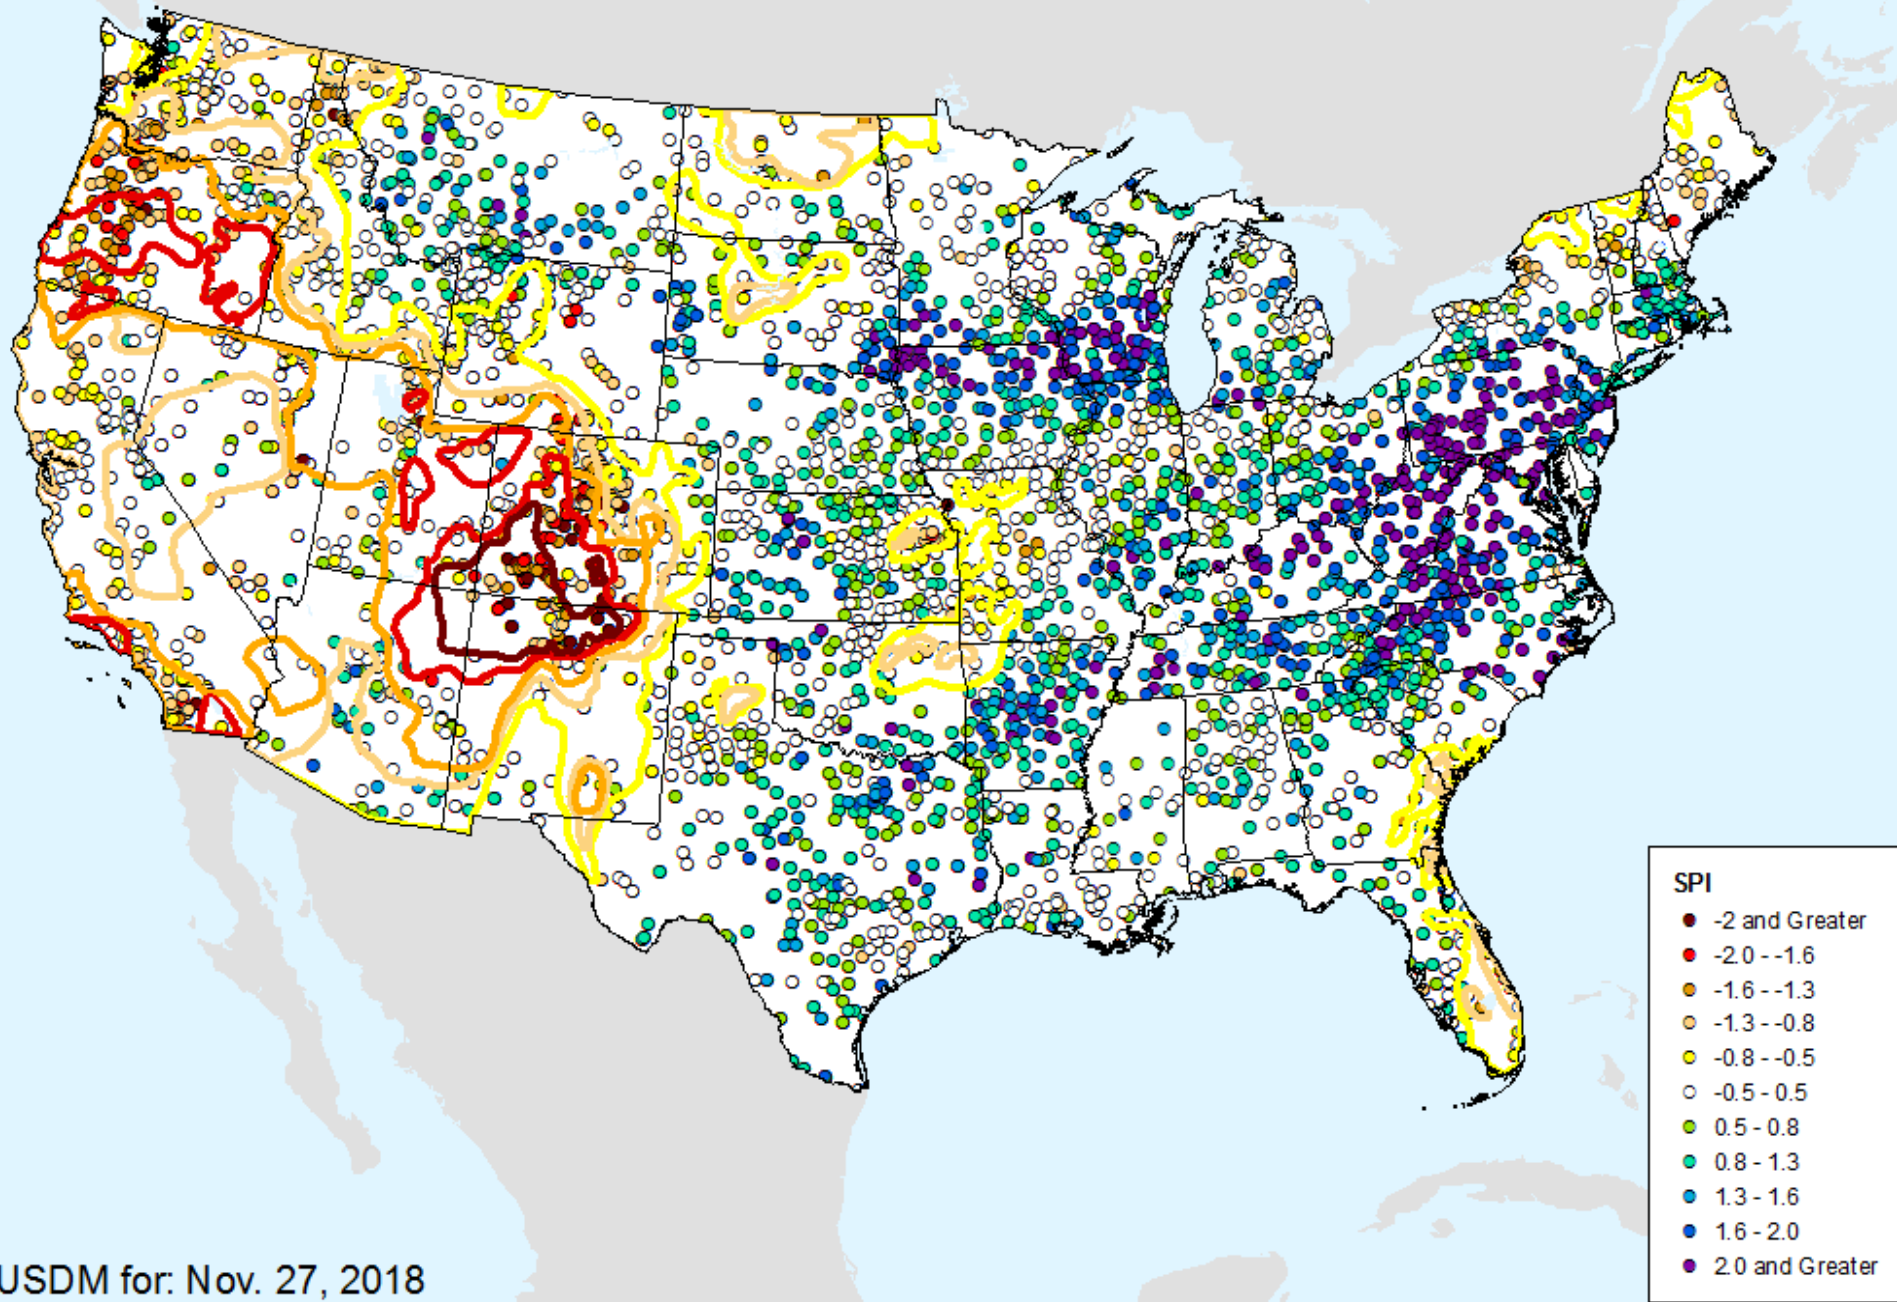 SPI
-2 and Greater
-2.0 - -1.6
-1.6 - -1.3
-1.3 - -0.8
-0.8 - -0.5
-0.5 - 0.5
0.5 - 0.8
0.8 - 1.3
1.3 - 1.6
1.6 - 2.0
2.0 and Greater
USDM for: Nov. 27, 2018